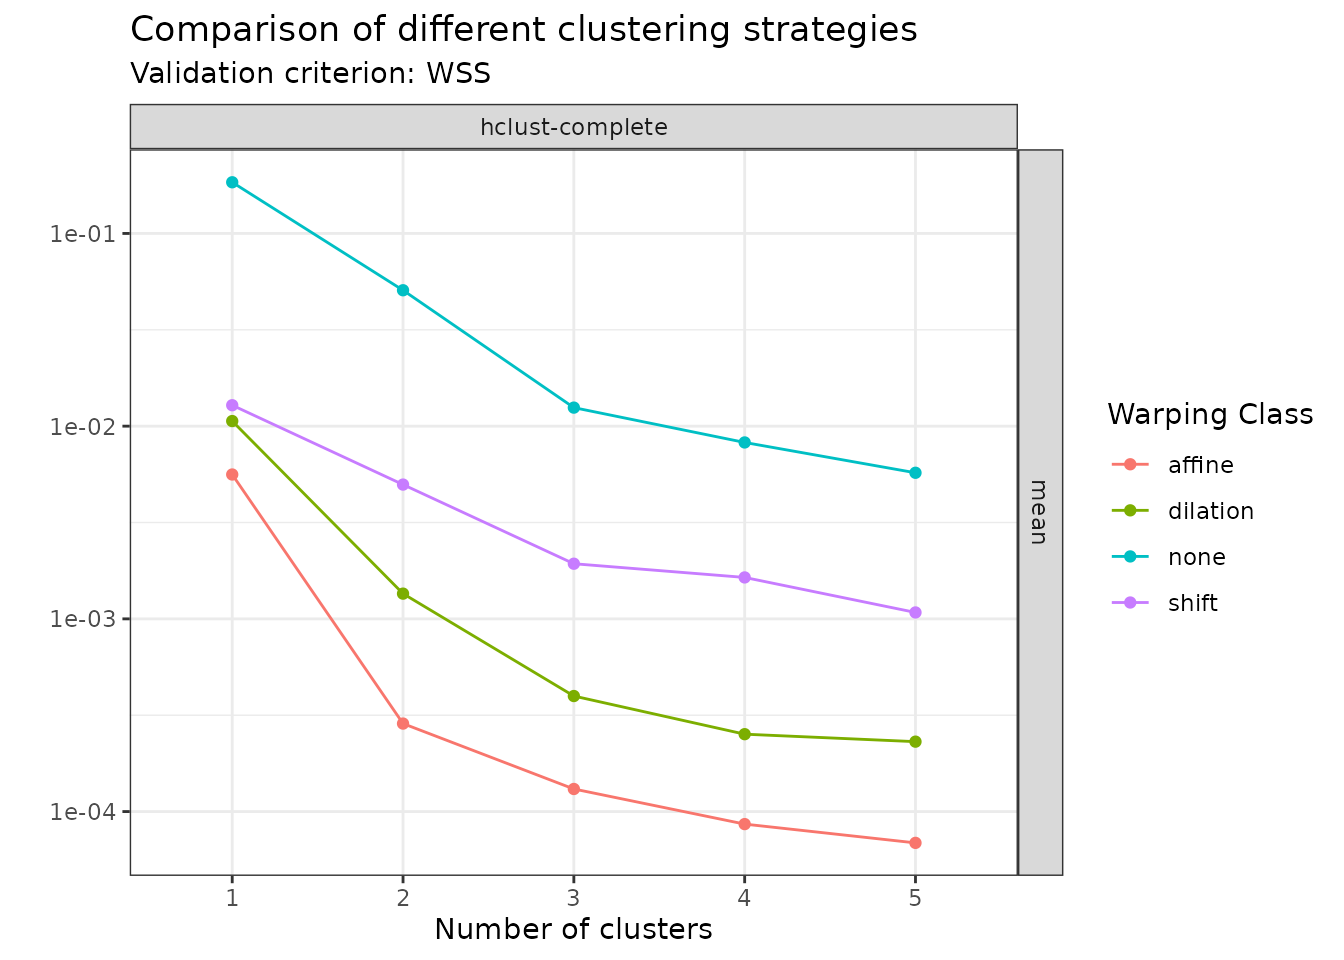 Comparison of different clustering strategies
Validation criterion: WSS
hclust-complete
mean
1e-01
1e-02
1e-03
1e-04
1 2 3 4 5
Number of clusters
Warping Class
affine
dilation
none
shift